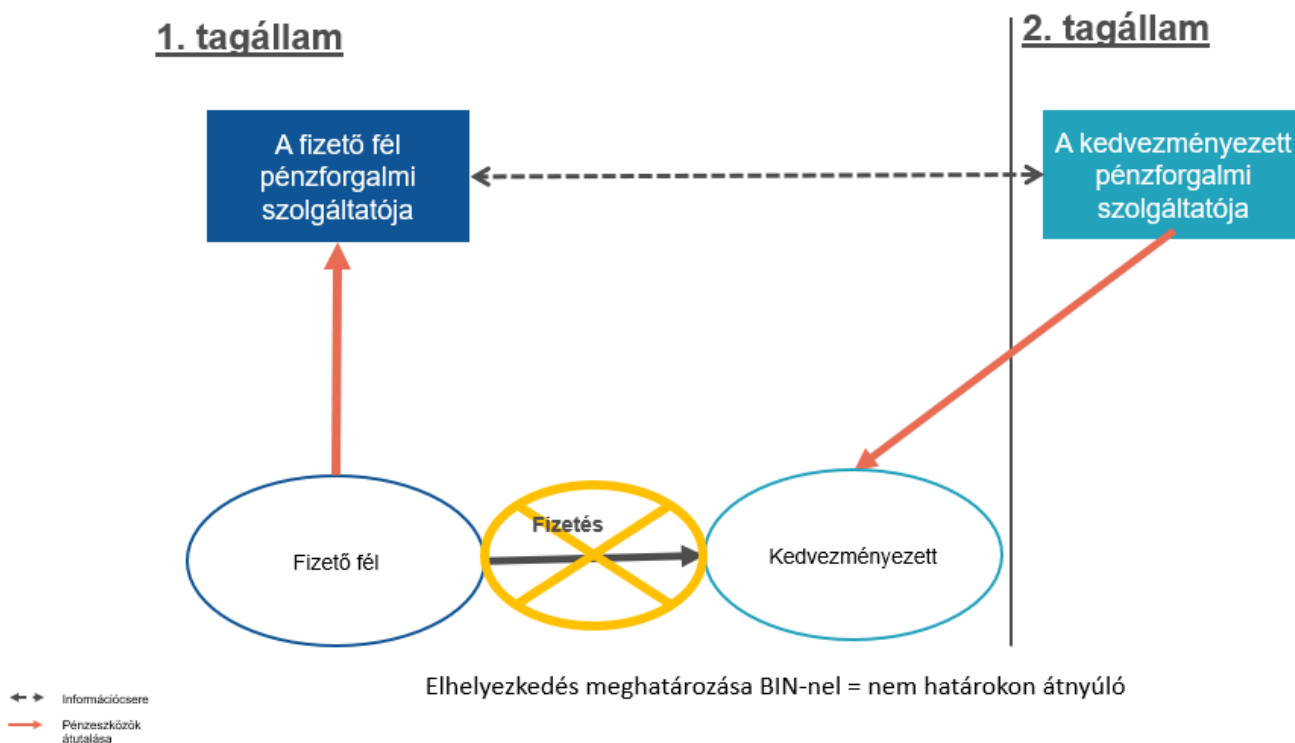 1. tagállam
2. tagállam
A fizető fél
pénzforgalmi
szolgáltatója
A kedvezményezett
pénzforgalmi
szolgáltatója
Fizetés
Fizető fél
Kedvezményezett
Elhelyezkedés meghatározása BIN-nel = nem határokon átnyúló
Információcsere
Pénzeszközök
átutalása